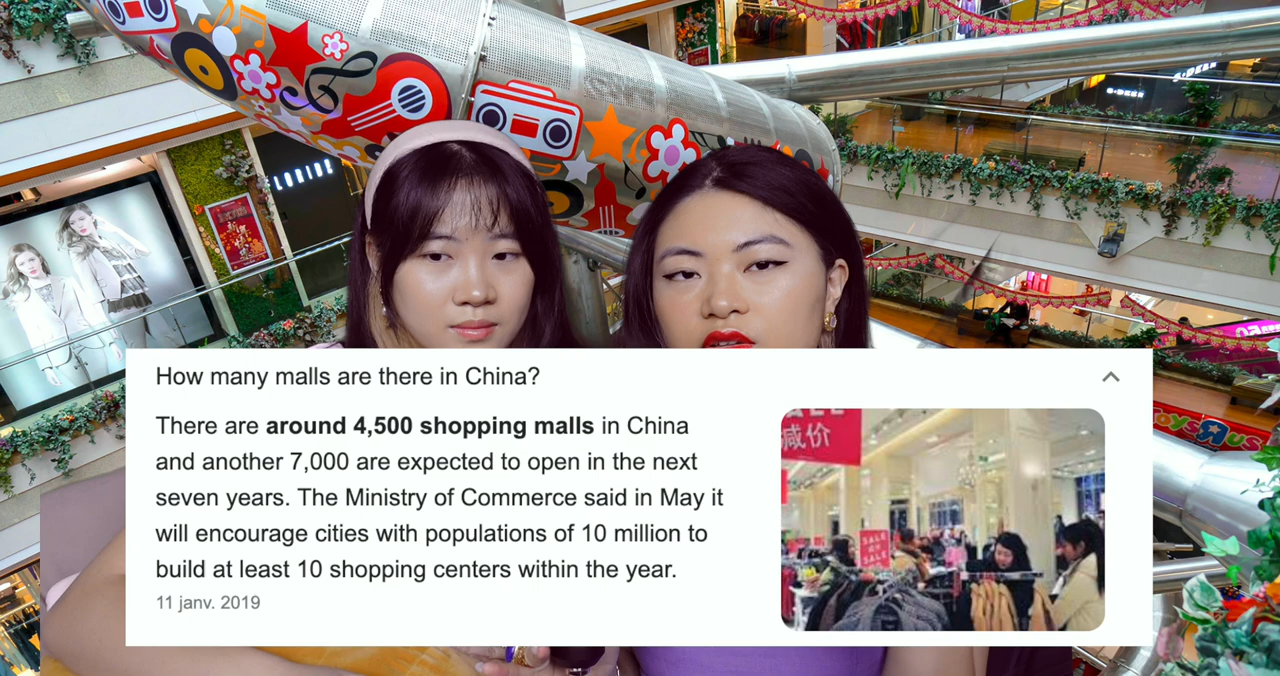 LORIDE
How many malls are there in China?
There are around 4,500 shopping malls in China
and another 7,000 are expected to open in the next
seven years. The Ministry of Commerce said in May it
will encourage cities with populations of 10 million to
build at least 10 shopping centers within the year.
11 janv. 2019
减价
SALE
SALE
TOYSRUS